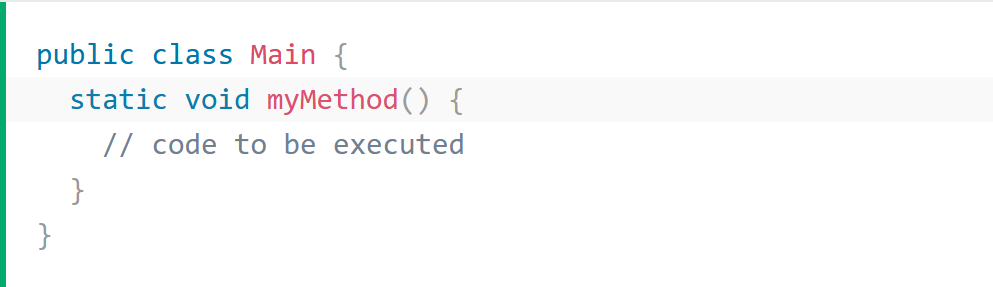 public class Main {
  static void myMethod() {
    // code to be executed
  }
}